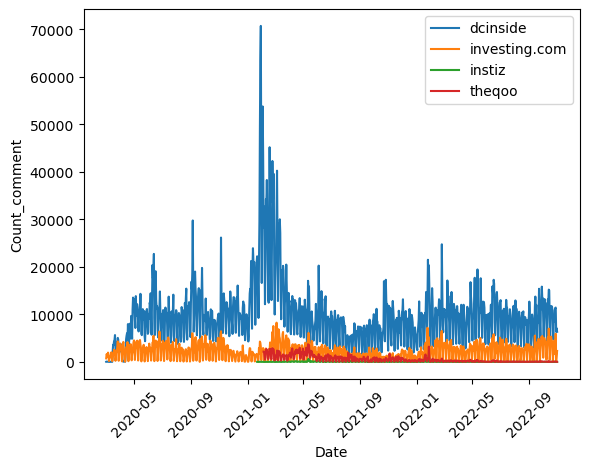 dcinside
investing.com
instiz
theqoo
Count_comment
70000
60000
50000
40000
30000
20000
10000
0
2020-05
2020-09
2021-01
2021-05
2021-09
2022-01
2022-05
2022-09
Date